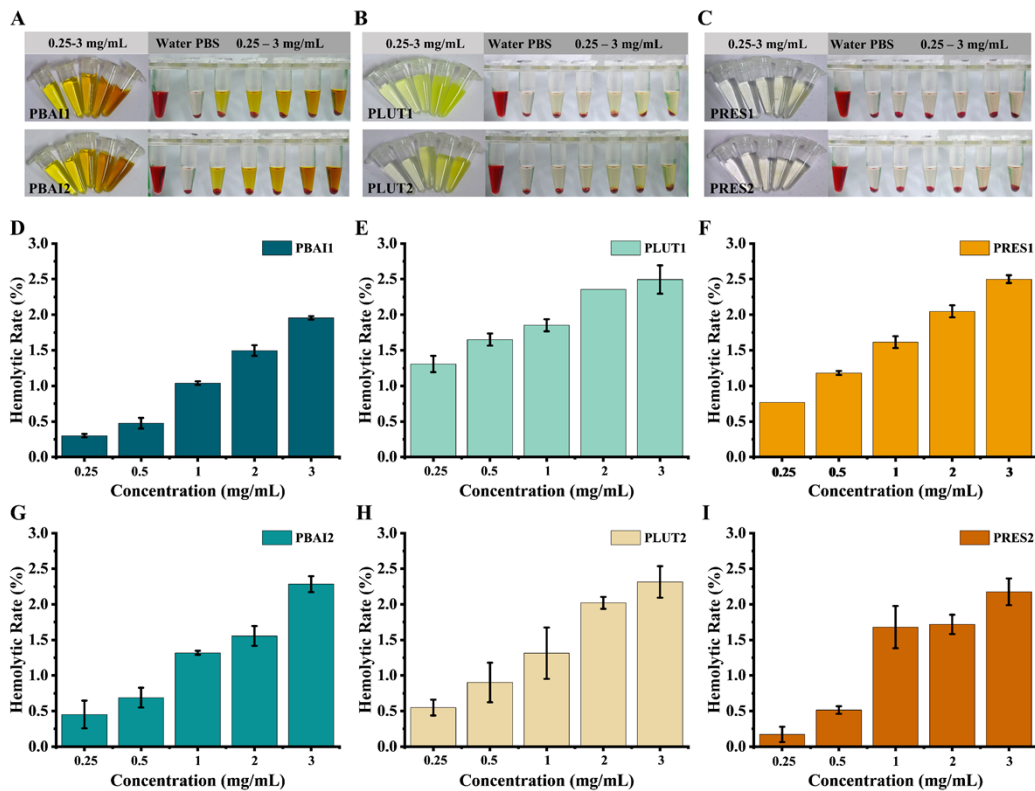 A
0.25-3 mg/mL
Water PBS 0.25 – 3 mg/mL
PBAI1
PBAI2
B
0.25-3 mg/mL
Water PBS 0.25 – 3 mg/mL
PLUT1
PLUT2
C
0.25-3 mg/mL
Water PBS 0.25 – 3 mg/mL
PRES1
PRES2
D
PBAI1
Hemolytic Rate (%)
3.0
2.5
2.0
1.5
1.0
0.5
0.0
0.25 0.5 1 2 3
Concentration (mg/mL)
E
PLUT1
Hemolytic Rate (%)
3.0
2.5
2.0
1.5
1.0
0.5
0.0
0.25 0.5 1 2 3
Concentration (mg/mL)
F
PRES1
Hemolytic Rate (%)
3.0
2.5
2.0
1.5
1.0
0.5
0.0
0.25 0.5 1 2 3
Concentration (mg/mL)
G
PBAI2
Hemolytic Rate (%)
3.0
2.5
2.0
1.5
1.0
0.5
0.0
0.25 0.5 1 2 3
Concentration (mg/mL)
H
PLUT2
Hemolytic Rate (%)
3.0
2.5
2.0
1.5
1.0
0.5
0.0
0.25 0.5 1 2 3
Concentration (mg/mL)
I
PRES2
Hemolytic Rate (%)
3.0
2.5
2.0
1.5
1.0
0.5
0.0
0.25 0.5 1 2 3
Concentration (mg/mL)